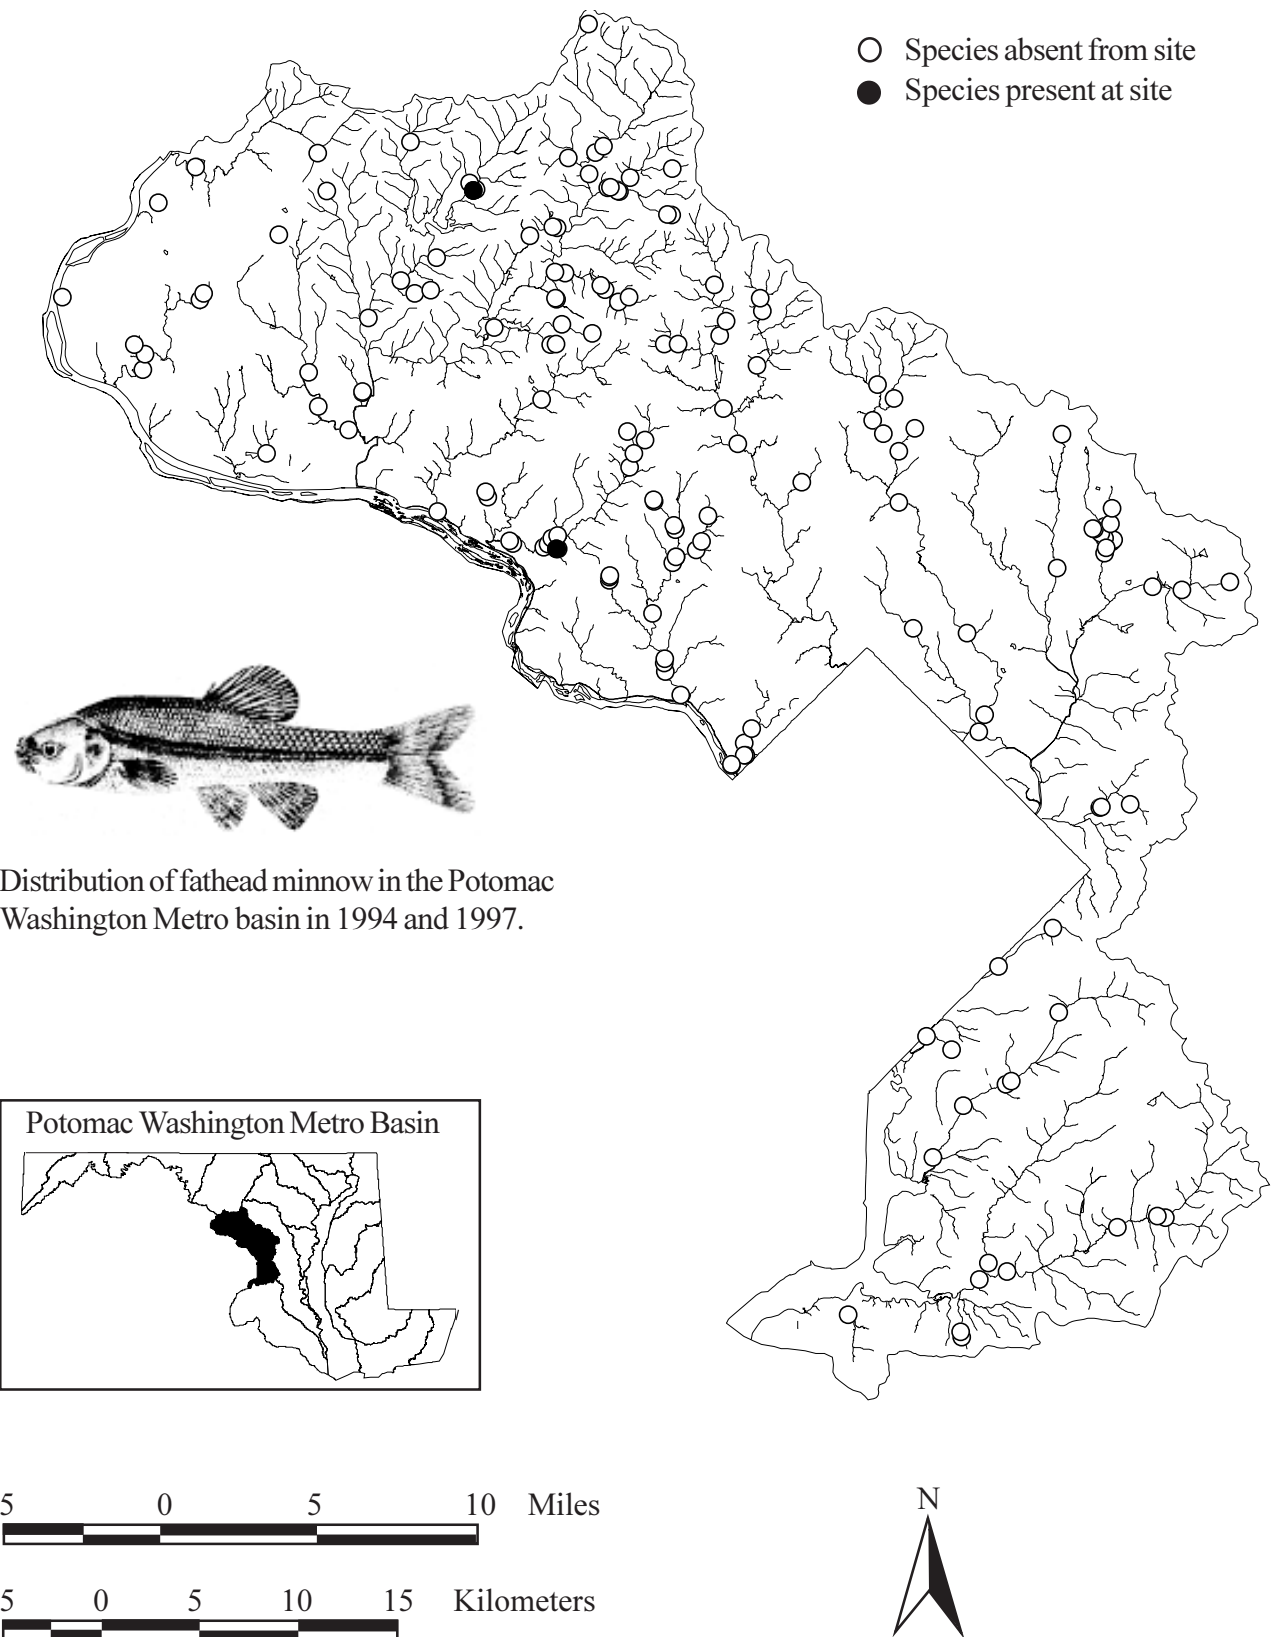 Species absent from site
Species present at site
Distribution of fathead minnow in the Potomac
Washington Metro basin in 1994 and 1997.
Potomac Washington Metro Basin
5 0 5 10 Miles
N
5 0 5 10 15 Kilometers